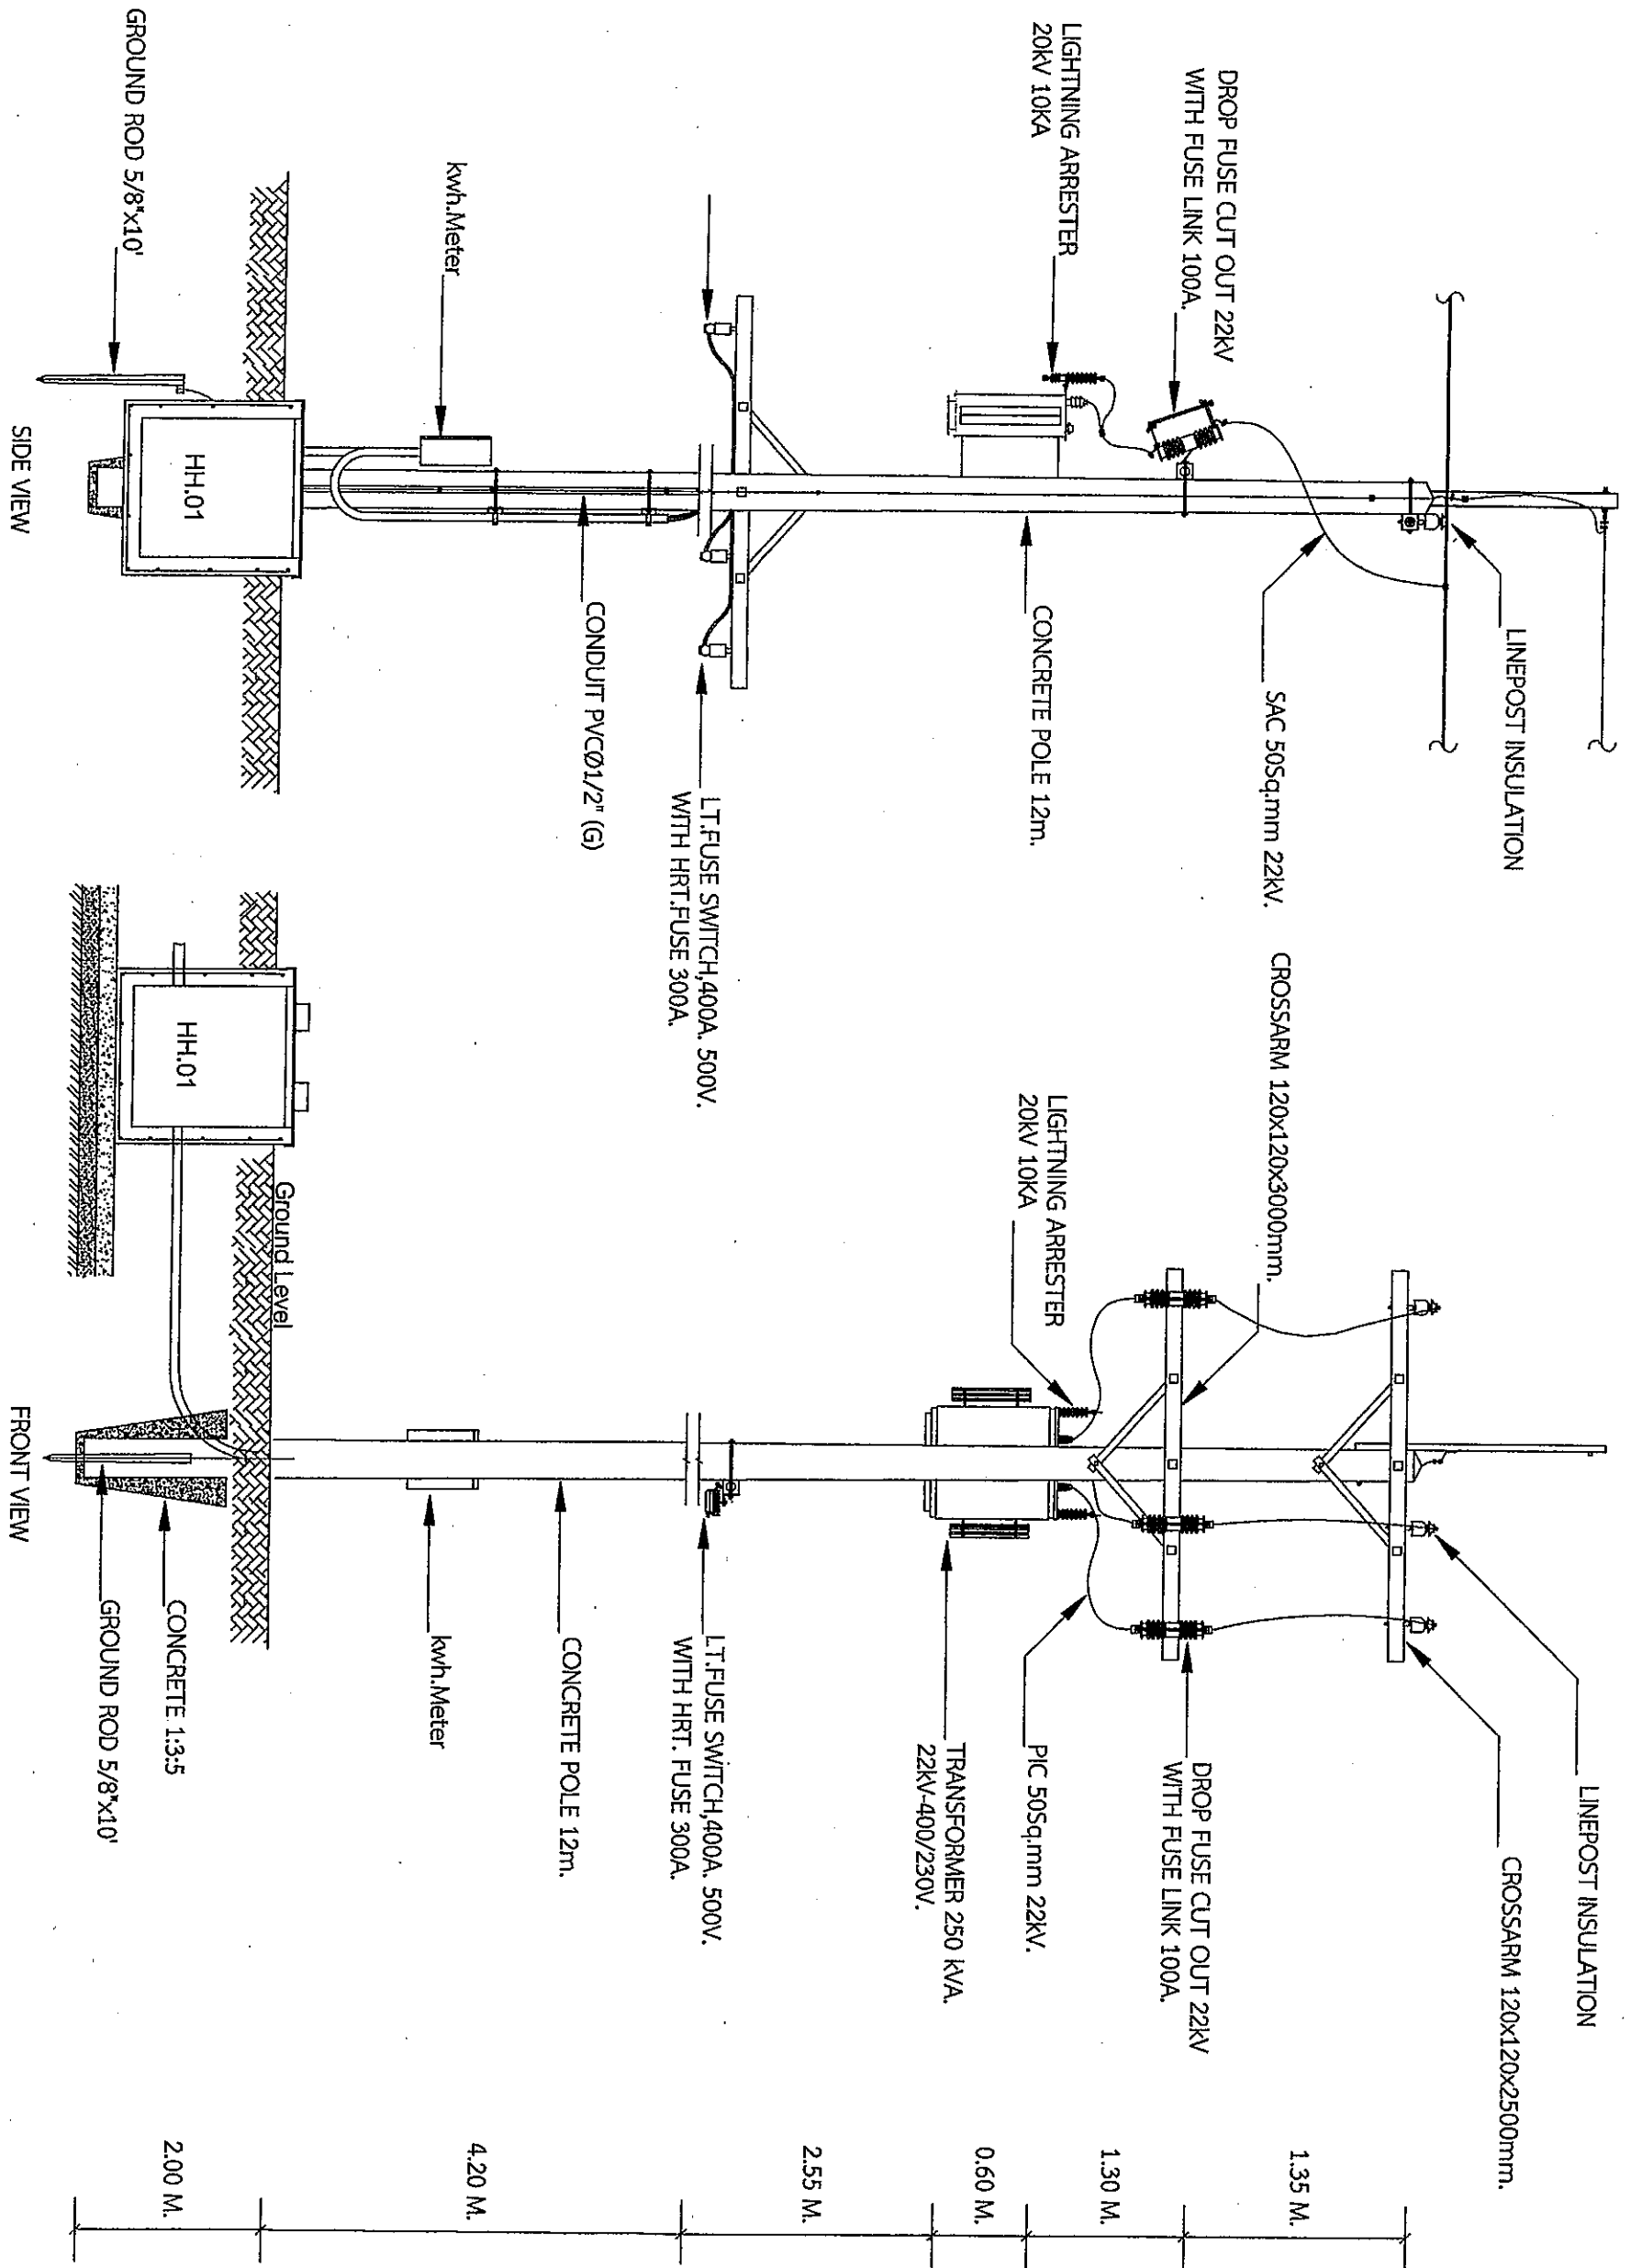 LINEPOST INSULATION
DROP FUSE CUT OUT 22kV
WITH FUSE LINK 100A.
SAC 50Sq.mm 22kV.
LIGHTNING ARRESTER
20kV 10KA
CONCRETE POLE 12m.
LT.FUSE SWITCH,400A. 500V.
WITH HRT.FUSE 300A.
CONDUIT PVCØ1/2" (G)
kwh.Meter
HH.01
GROUND ROD 5/8"x10'
SIDE VIEW
LINEPOST INSULATION
CROSSARM 120x120x2500mm.
CROSSARM 120x120x3000mm.
DROP FUSE CUT OUT 22kV
WITH FUSE LINK 100A.
LIGHTNING ARRESTER
20kV 10KA
PIC 50Sq.mm 22kV.
TRANSFORMER 250 kVA.
22kV-400/230V.
LT.FUSE SWITCH,400A. 500V.
WITH HRT. FUSE 300A.
CONCRETE POLE 12m.
kwh.Meter
Ground Level
HH.01
CONCRETE 1:3:5
GROUND ROD 5/8"x10'
FRONT VIEW
1.35 M.
1.30 M.
0.60 M.
2.55 M.
4.20 M.
2.00 M.